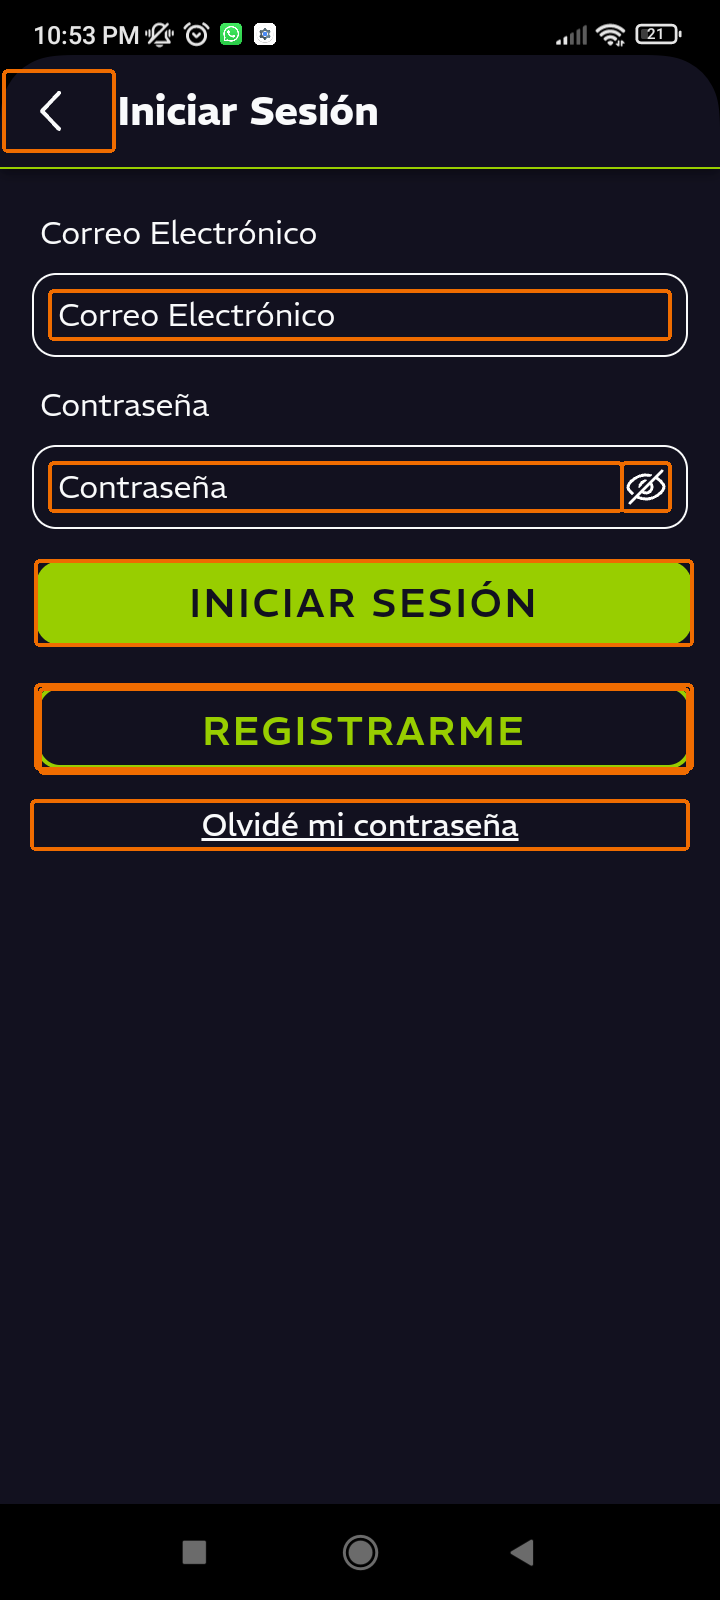 10:53 PM
21
Iniciar Sesión
Correo Electrónico
Correo Electrónico
Contraseña
Contraseña
INICIAR SESIÓN
REGISTRARME
Olvidé mi contraseña